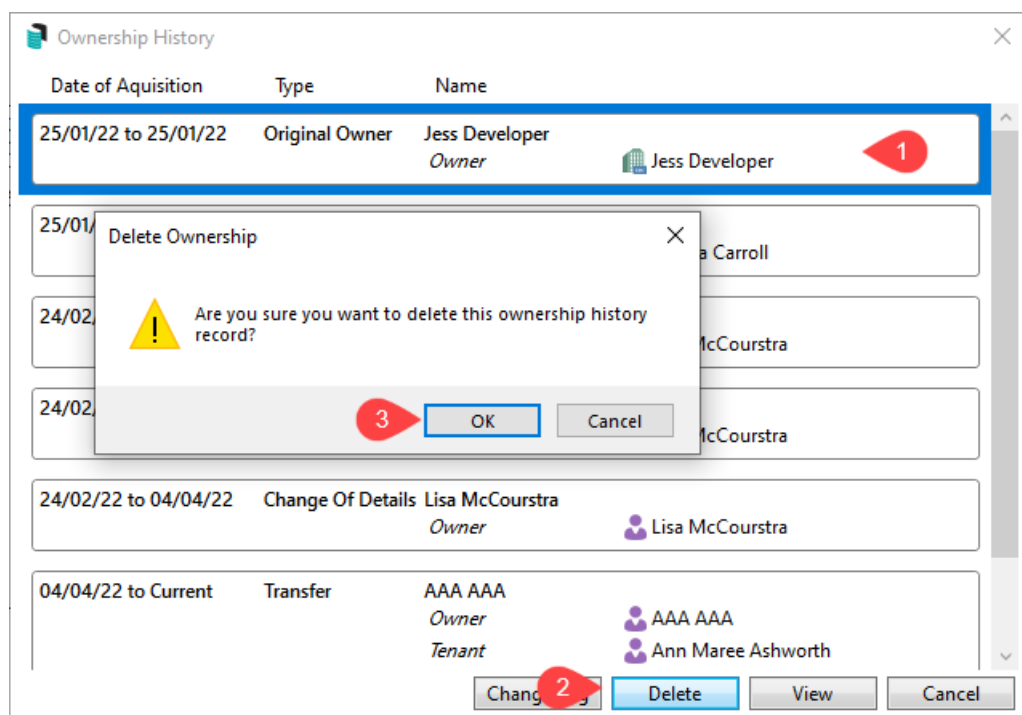 Ownership History
Date of Aquisition Type Name
25/01/22 to 25/01/22 Original Owner Jess Developer
Owner Jess Developer
1
25/01/
Carroll
24/02/
McCourstra
24/02/
McCourstra
Delete Ownership
Are you sure you want to delete this ownership history
record?
3
OK Cancel
24/02/22 to 04/04/22 Change Of Details Lisa McCourstra
Owner Lisa McCourstra
04/04/22 to Current Transfer AAA AAA
Owner AAA AAA
Tenant Ann Maree Ashworth
2
Delete View Cancel